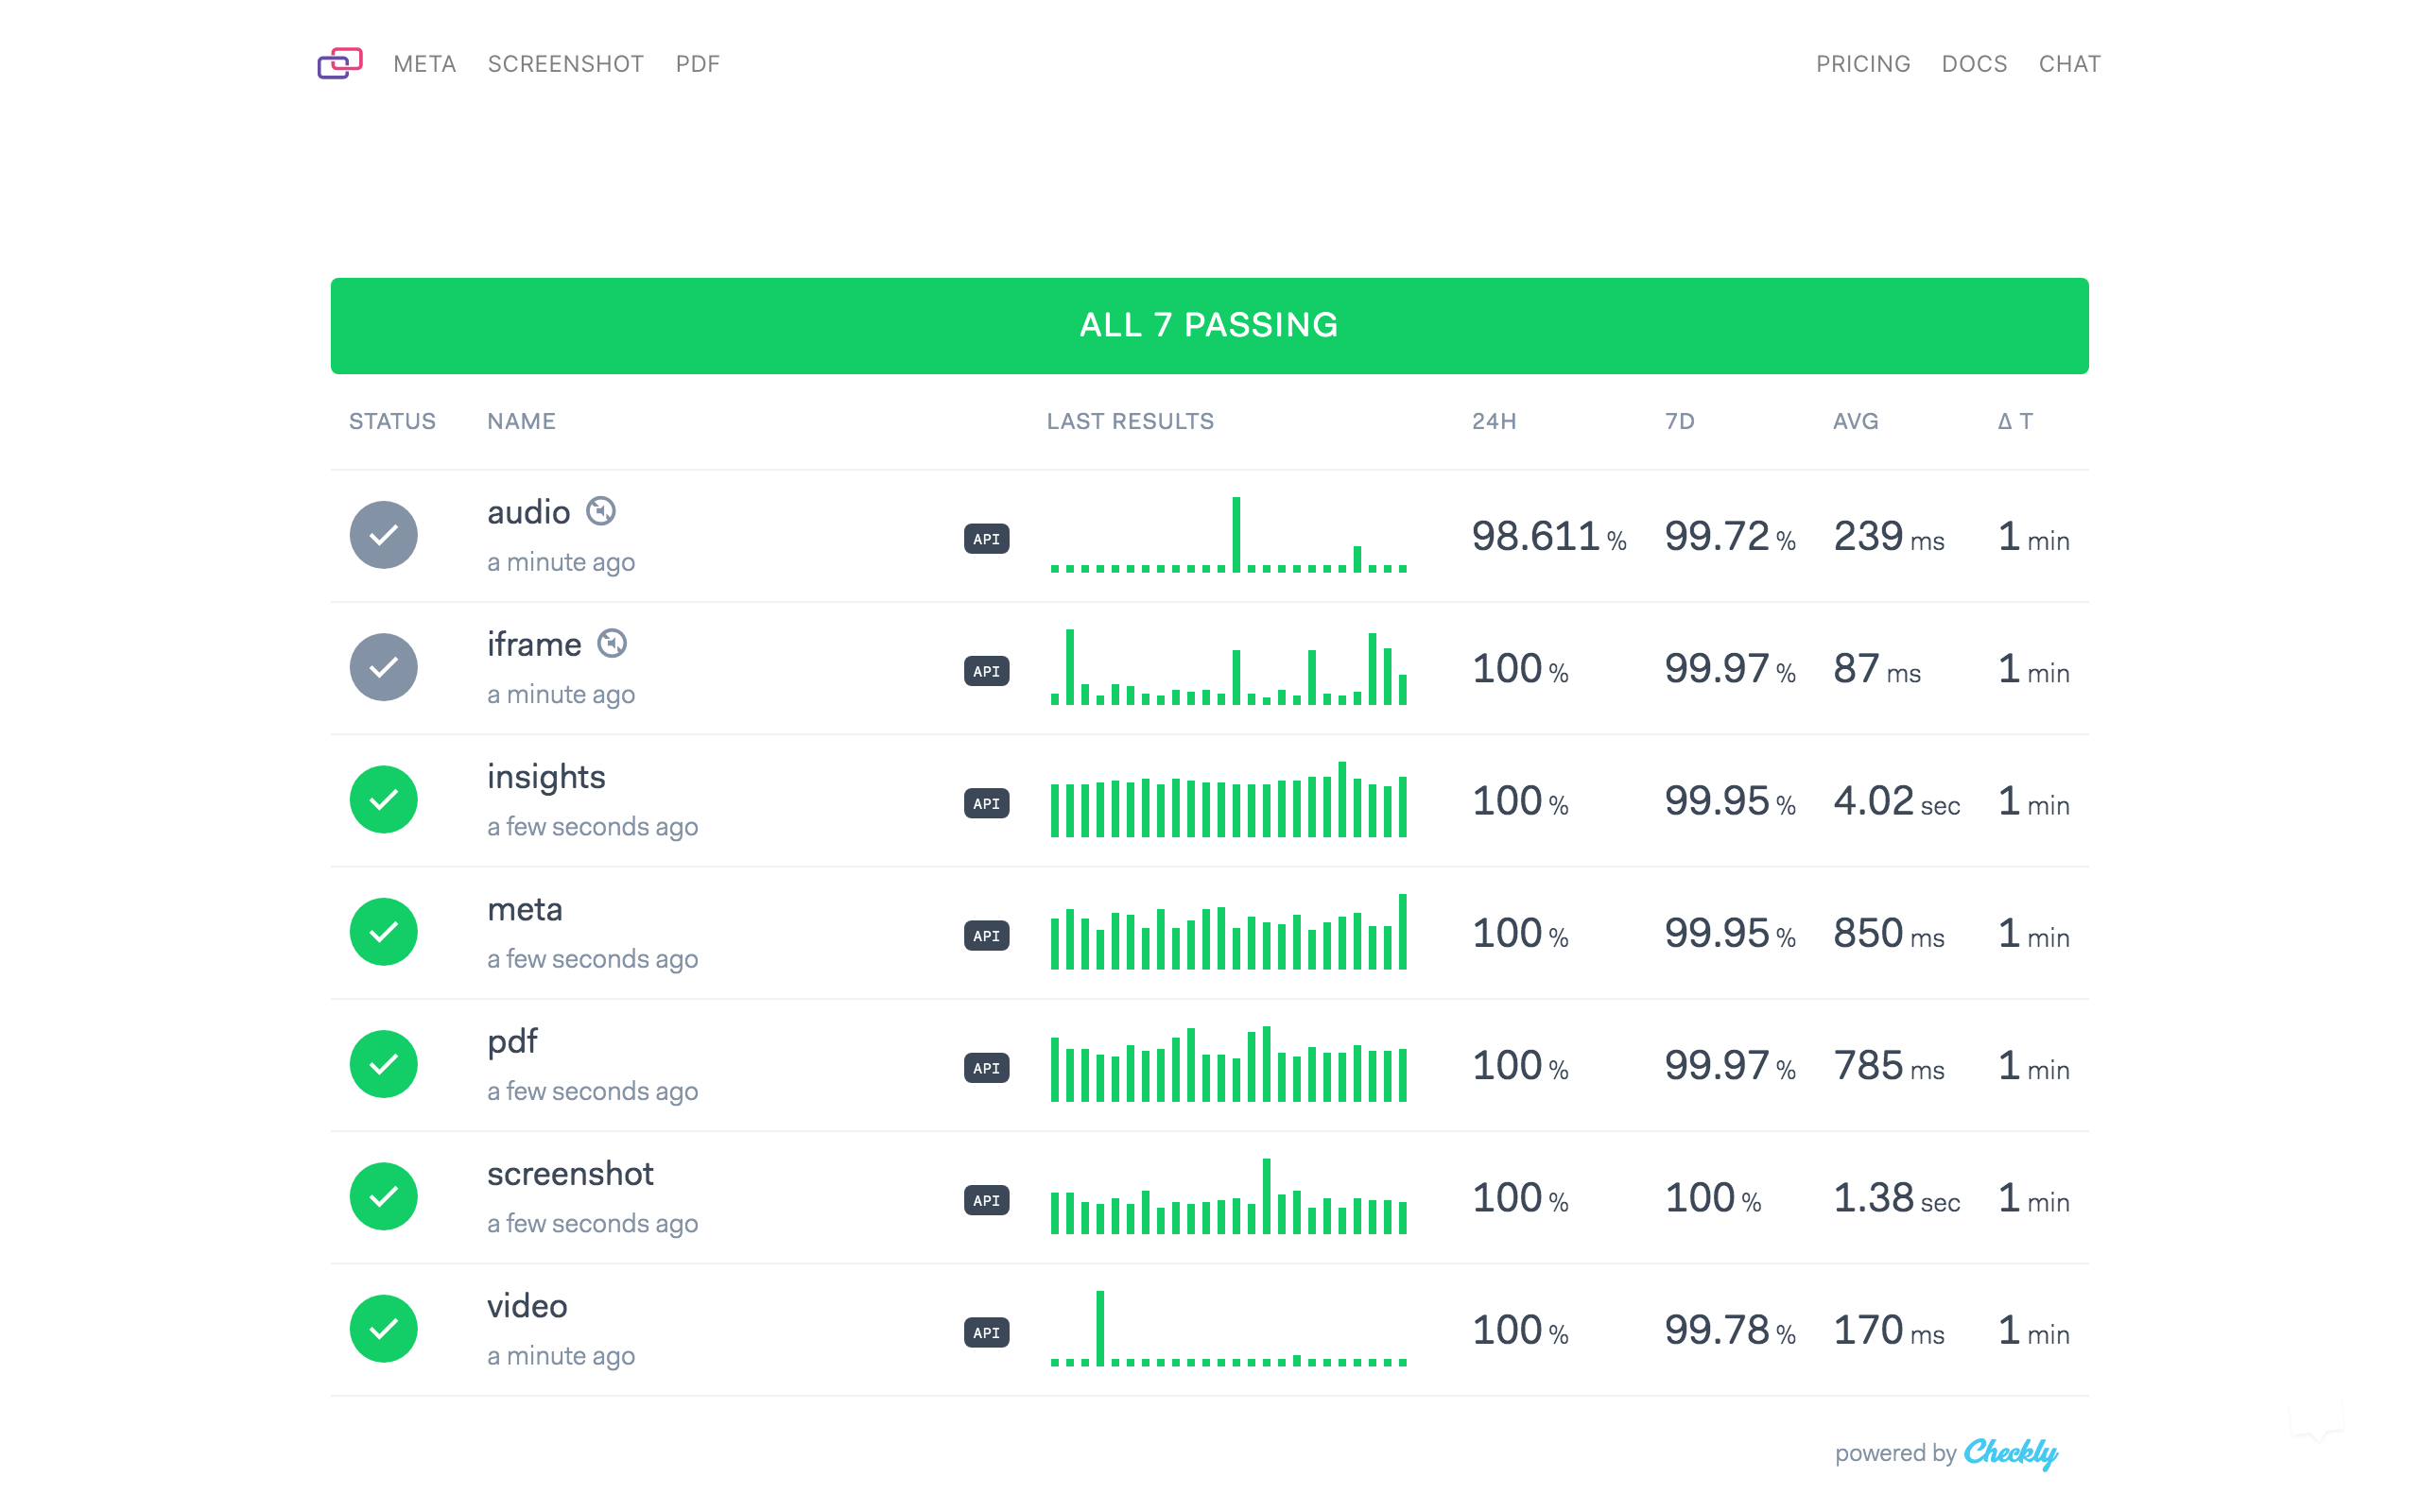 META SCREENSHOT PDF PRICING DOCS CHAT
ALL 7 PASSING
STATUS NAME LAST RESULTS 24H 7D AVG Δ T
audio
a minute ago
API 98.611 % 99.72 % 239 ms 1 min
iframe
a minute ago
API 100 % 99.97 % 87 ms 1 min
insights
a few seconds ago
API 100 % 99.95 % 4.02 sec 1 min
meta
a few seconds ago
API 100 % 99.95 % 850 ms 1 min
pdf
a few seconds ago
API 100 % 99.97 % 785 ms 1 min
screenshot
a few seconds ago
API 100 % 100 % 1.38 sec 1 min
video
a minute ago
API 100 % 99.78 % 170 ms 1 min
powered by Checkly